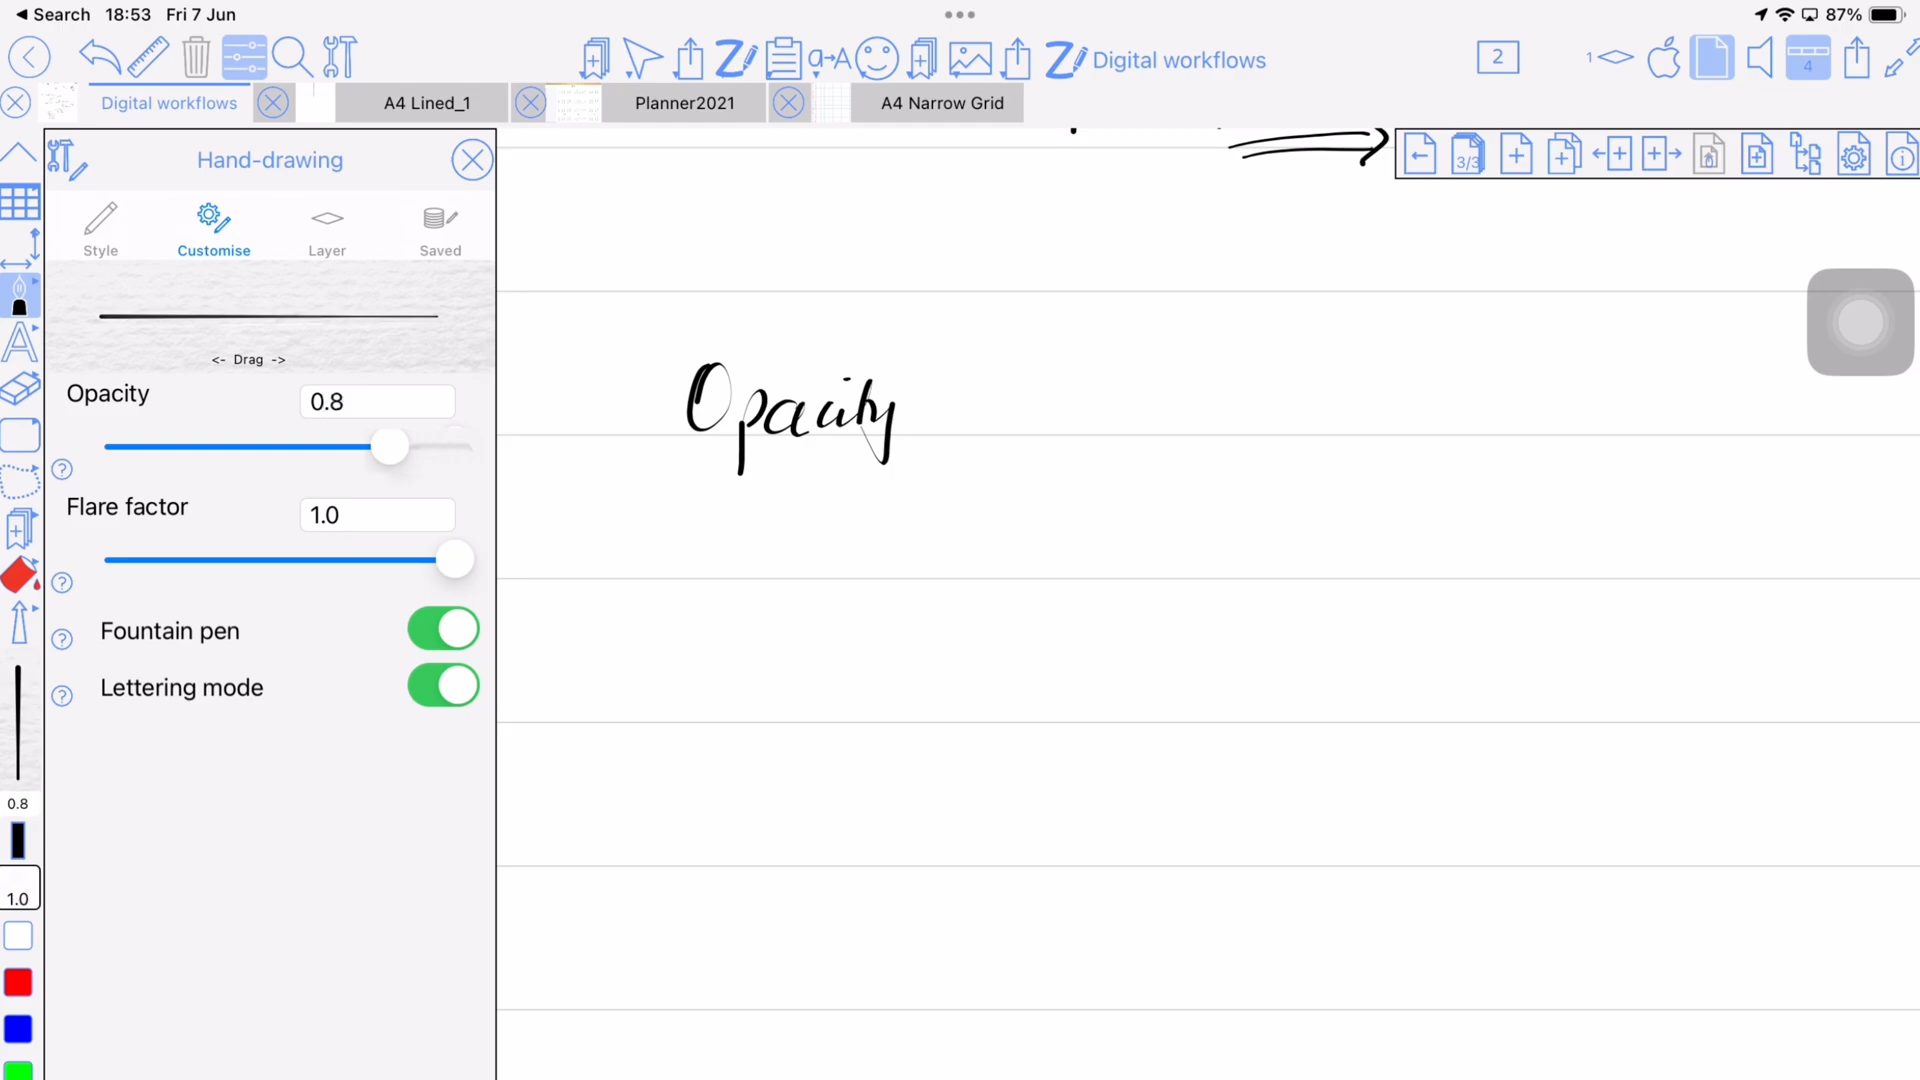 ◀ Search 18:53 Fri 7 Jun
87%
Digital workflows
2
1
4
Digital workflows
A4 Lined_1
Planner2021
A4 Narrow Grid
Hand-drawing
3/3
Style
Customise
Layer
Saved
<- Drag ->
Opacity 0.8
Flare factor 1.0
Fountain pen
Lettering mode
0.8
1.0
Opacity